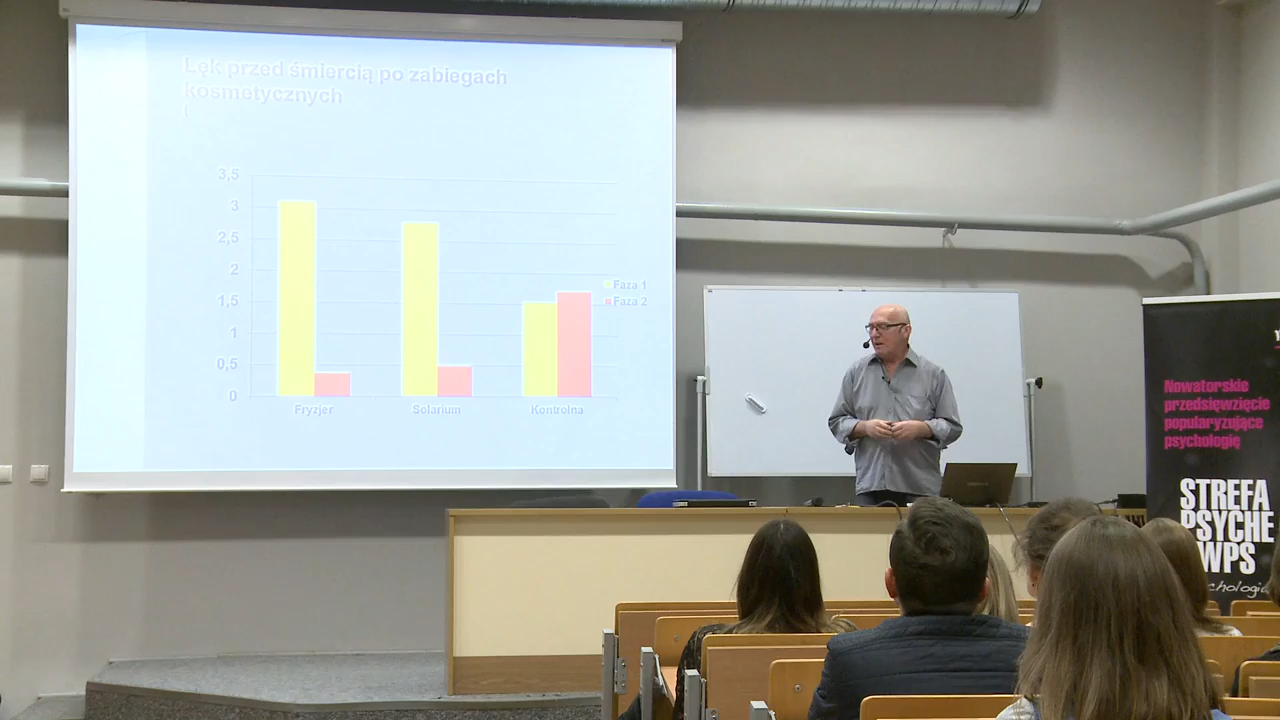 Lęk przed śmiercią po zabiegach
kosmetycznych
(
3,5
3
2,5
2
1,5
1
0,5
0
Fryzjer
Solarium
Kontrolna
Faza 1
Faza 2
Nowatorskie
przedsięwzięcie
popularyzujące
psychologię
STREFA
PSYCHE
WPS